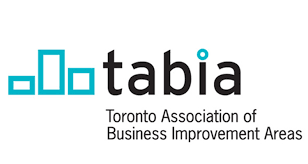 tabia
Toronto Association of
Business Improvement Areas